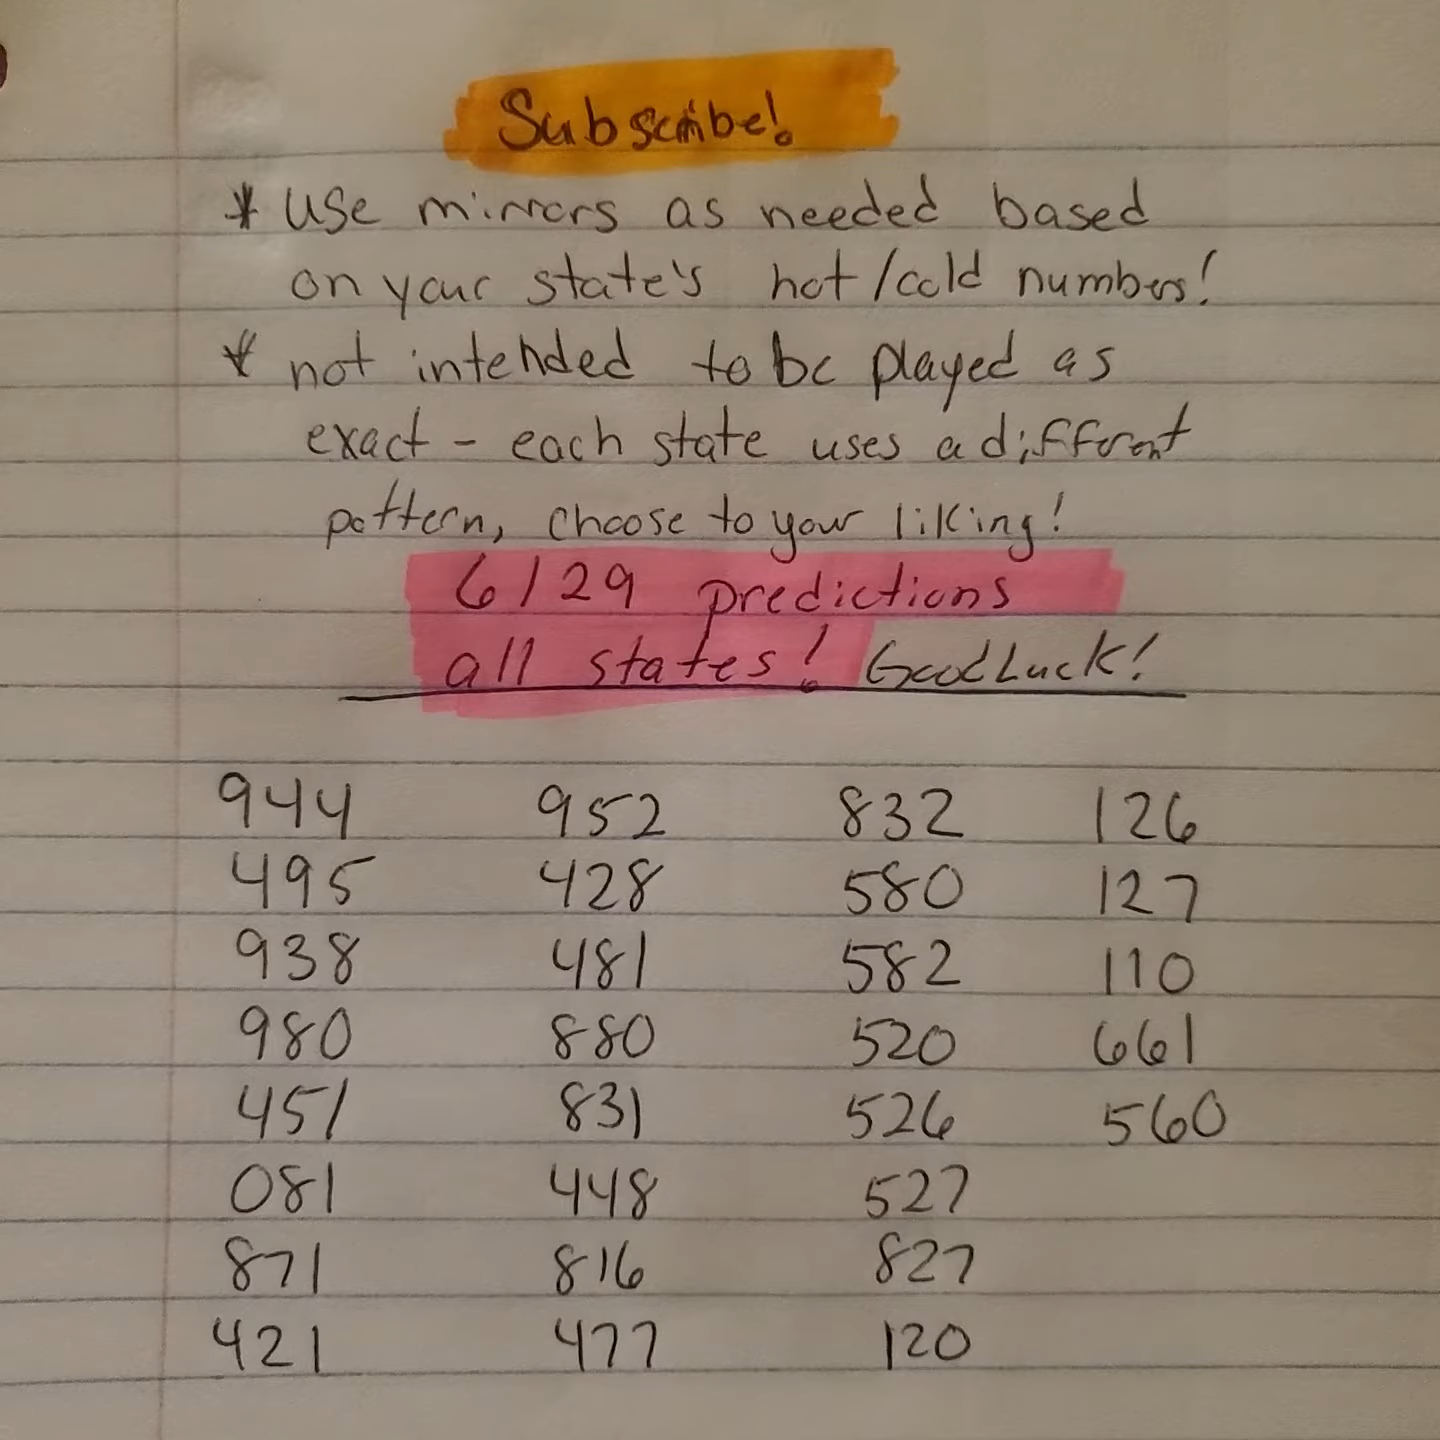 Subscribe!
* use mirrors as needed based
on your state's hot/cold numbers!
* not intended to be played as
exact - each state uses a different
pattern, choose to your liking!
6/29 predictions
all states! Good Luck!
944 952 832 126
495 428 580 127
938 481 582 110
980 880 520 661
451 831 526 560
081 448 527
871 816 827
421 477 120